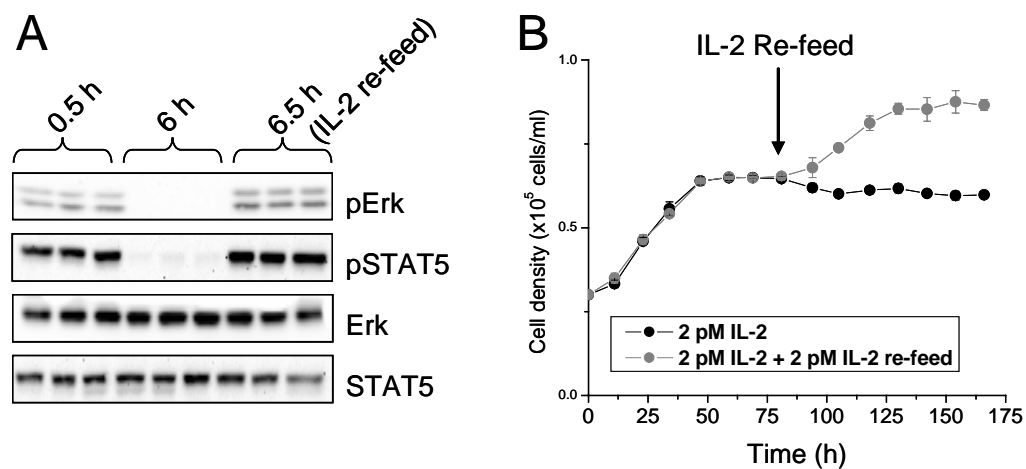 A
0.5 h
6 h
6.5 h
(IL-2 re-feed)
pErk
pSTAT5
Erk
STAT5
B
IL-2 Re-feed
Cell density (x10⁵ cells/ml)
1.0
0.5
0.0
2 pM IL-2
2 pM IL-2 + 2 pM IL-2 re-feed
0 25 50 75 100 125 150 175
Time (h)